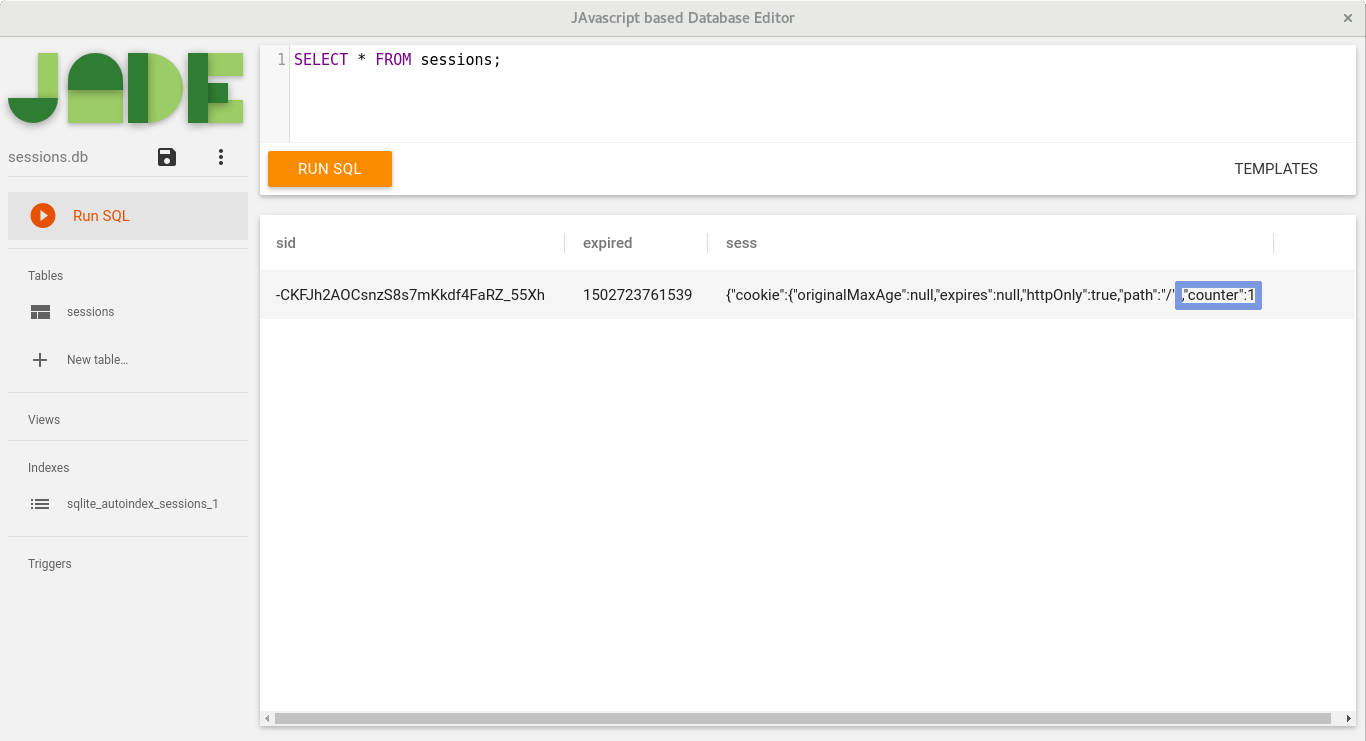 JAvascript based Database Editor
JADE
sessions.db
Run SQL
Tables
sessions
New table...
Views
Indexes
sqlite_autoindex_sessions_1
Triggers
1 SELECT * FROM sessions;
RUN SQL TEMPLATES
sid expired sess
-CKFJh2AOCsnzS8s7mKkdf4FaRZ_55Xh 1502723761539 {"cookie":{"originalMaxAge":null,"expires":null,"httpOnly":true,"path":"/" ,"counter":1